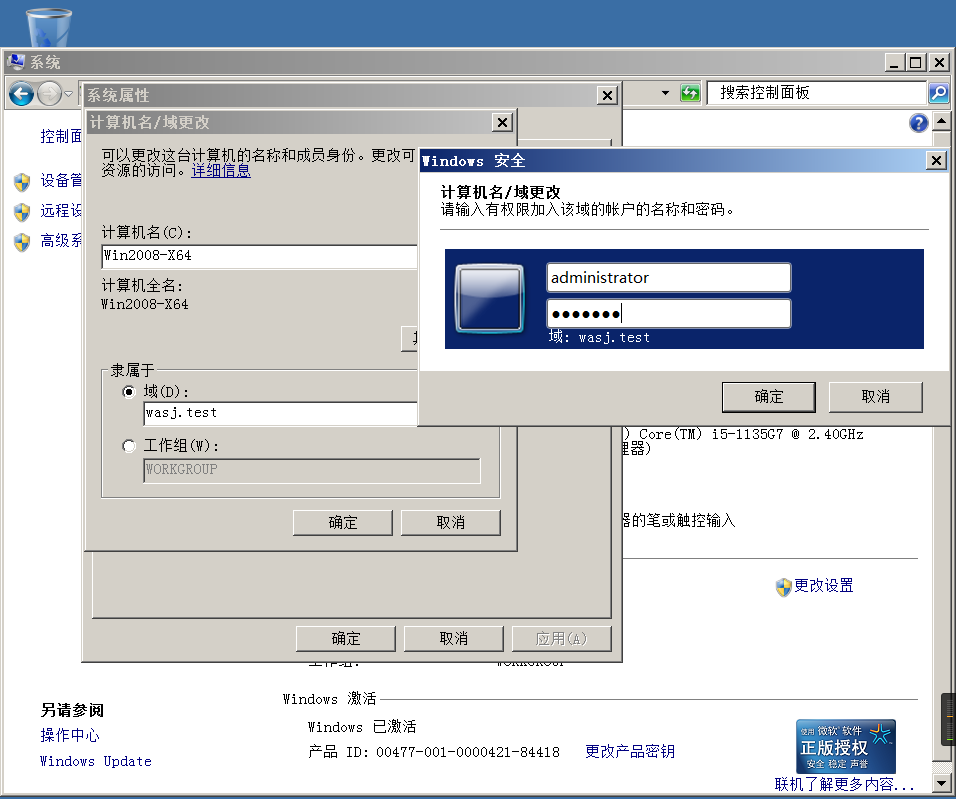 系统
搜索控制面板
系统属性
计算机名/域更改
可以更改这台计算机的名称和成员身份。更改可
资源的访问。详细信息
计算机名(C):
Win2008-X64
计算机全名:
Win2008-X64
隶属于
域(D):
wasj.test
工作组(W):
WORKGROUP
确定 取消
确定 取消 应用(A)
Windows 安全
计算机名/域更改
请输入有权限加入该域的帐户的名称和密码。
administrator
●●●●●●●
域: wasj.test
确定 取消
控制面
设备管
远程设
高级系
) Core(TM) i5-1135G7 @ 2.40GHz
理器)
器的笔或触控输入
更改设置
工作组: WORKGROUP
Windows 激活
Windows 已激活
产品 ID: 00477-001-0000421-84418 更改产品密钥
另请参阅
操作中心
Windows Update
使用 微软 软件
正版授权
安全 稳定 声誉
联机了解更多内容...